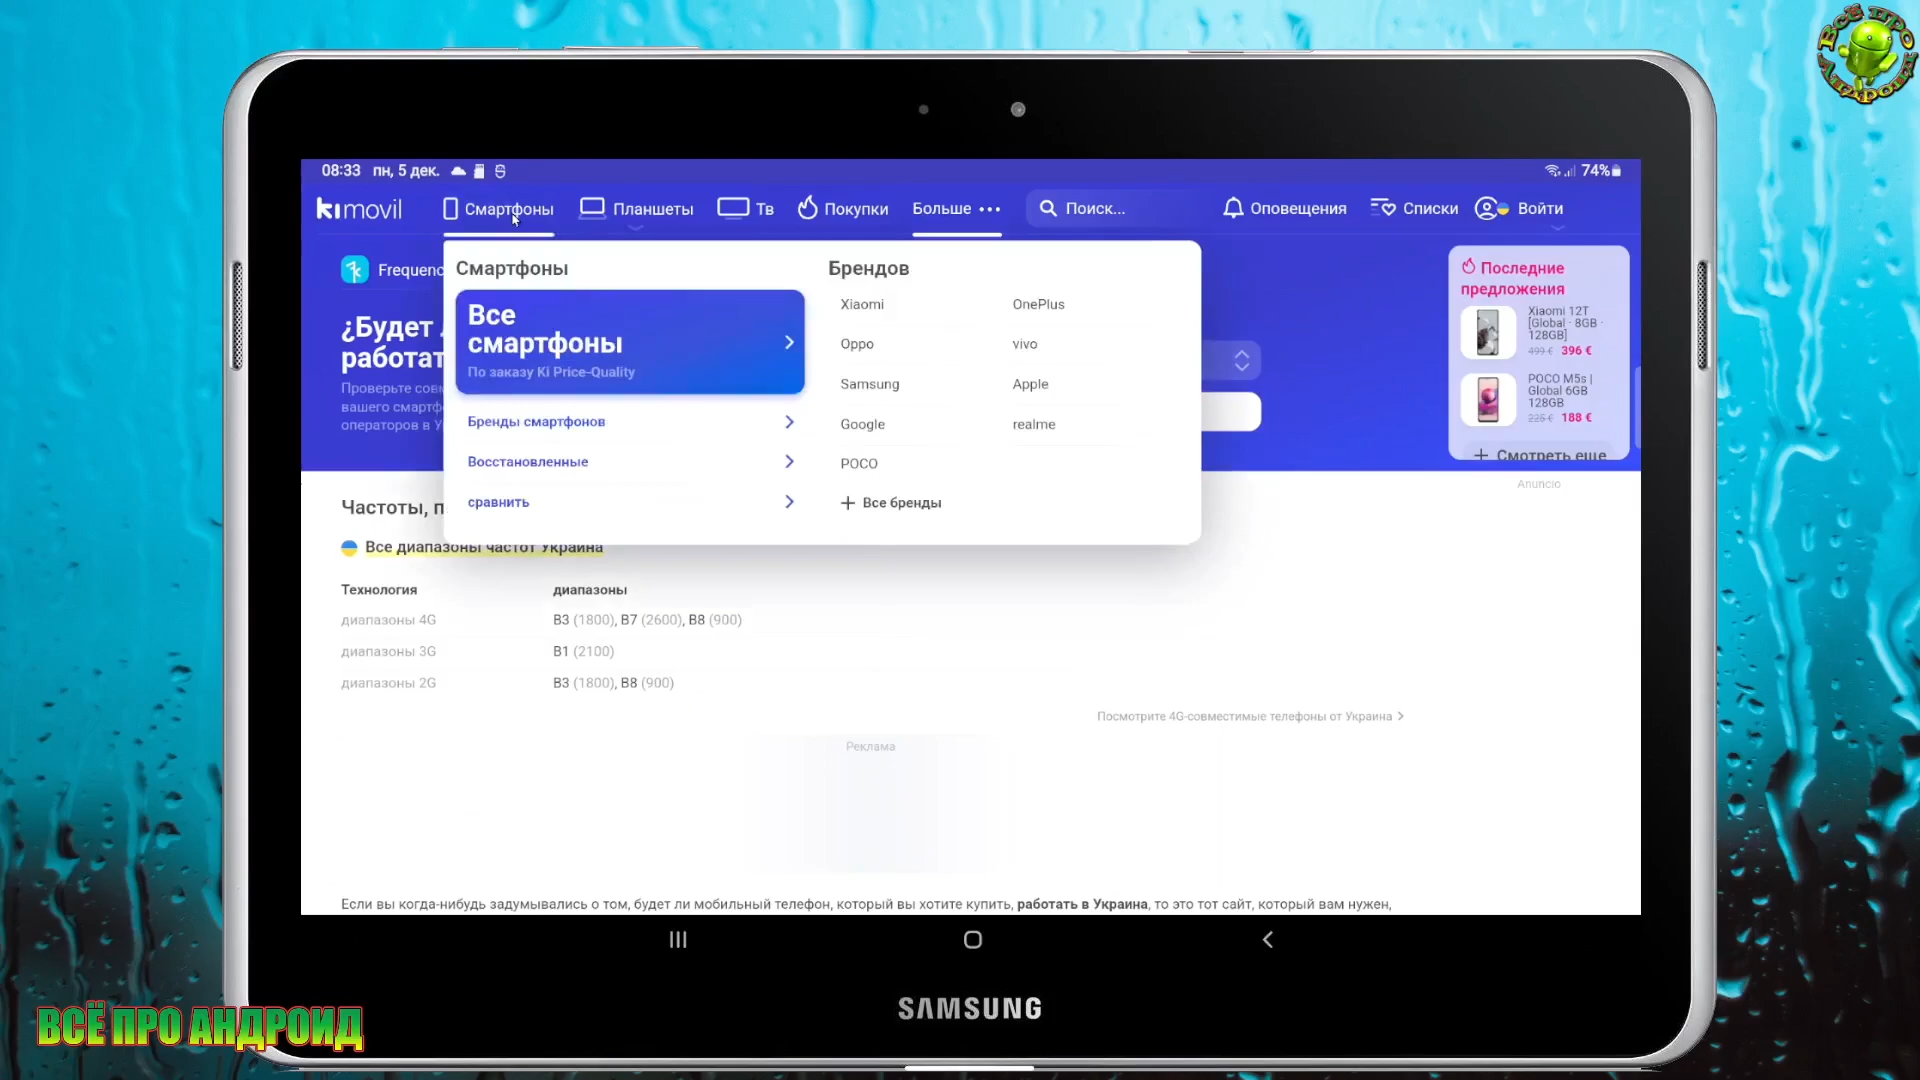 Всё про Андроид
08:33 пн, 5 дек. 74%
kimovil Смартфоны Планшеты Тв Покупки Больше ••• Поиск... Оповещения Списки Войти
Frequenc
¿Будет
работат
Проверьте сов
вашего смартф
операторов в У
Смартфоны
Все
смартфоны
По заказу Ki Price-Quality
Бренды смартфонов
Восстановленные
сравнить
Брендов
Xiaomi OnePlus
Oppo vivo
Samsung Apple
Google realme
POCO
+ Все бренды
Последние
предложения
Xiaomi 12T
[Global · 8GB ·
128GB]
499 € 396 €
POCO M5s |
Global 6GB
128GB
225 € 188 €
+ Смотреть еще
Anuncio
Частоты, п
Все диапазоны частот Украина
Технология диапазоны
диапазоны 4G B3 (1800), B7 (2600), B8 (900)
диапазоны 3G B1 (2100)
диапазоны 2G B3 (1800), B8 (900)
Посмотрите 4G-совместимые телефоны от Украина >
Реклама
Если вы когда-нибудь задумывались о том, будет ли мобильный телефон, который вы хотите купить, работать в Украина, то это тот сайт, который вам нужен,
SAMSUNG
ВСЁ ПРО АНДРОИД